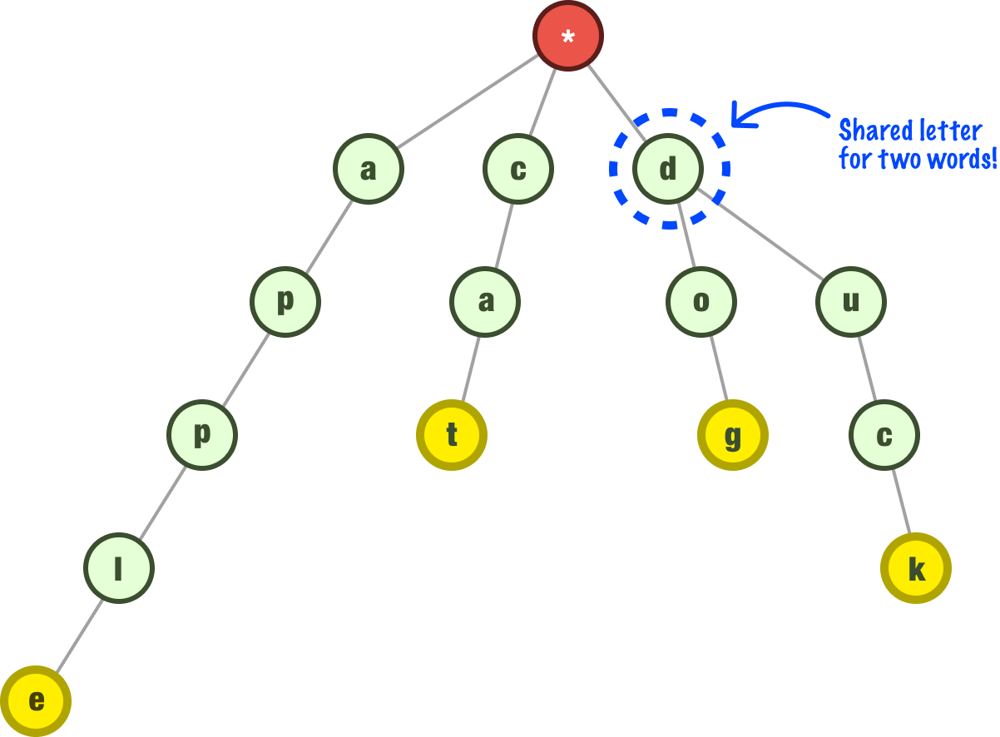 *
a c d
Shared letter
for two words!
p a o u
p t g c
l k
e